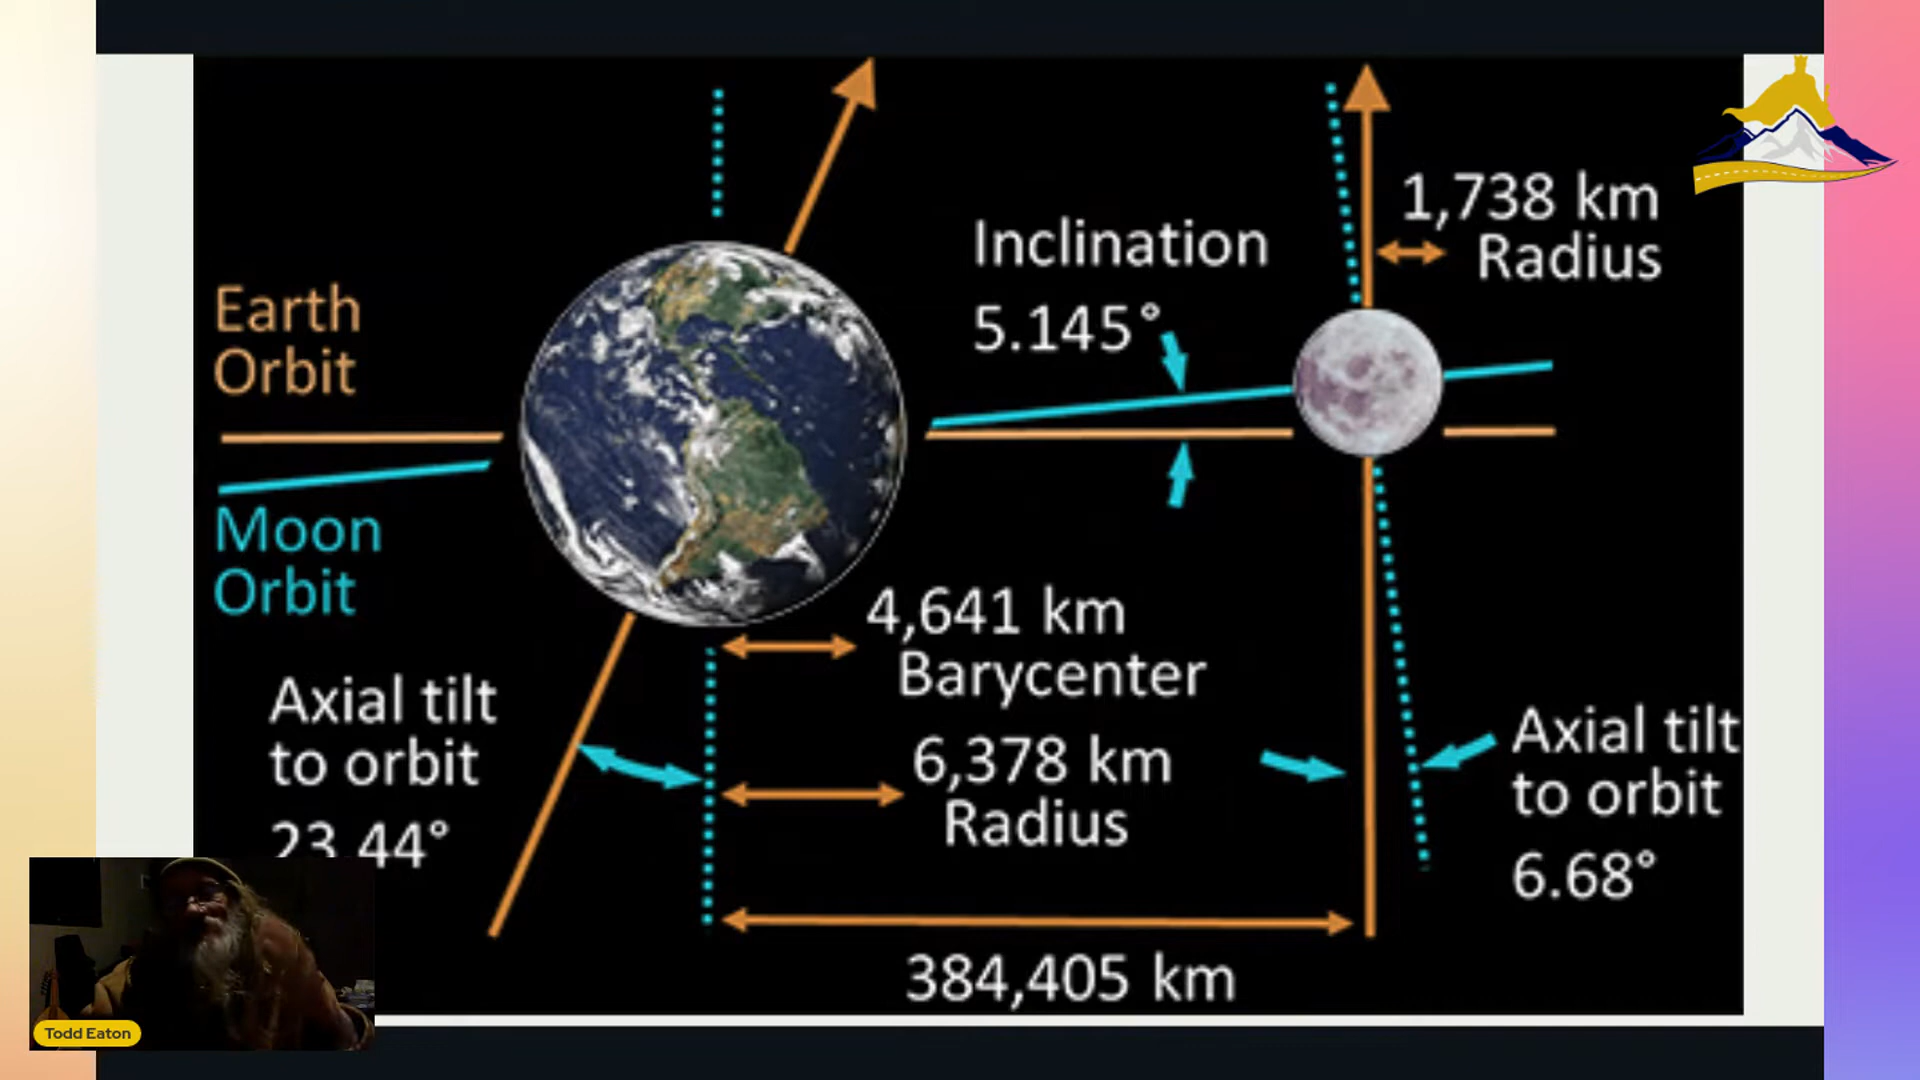 Earth
Orbit
Moon
Orbit
Inclination
5.145°
1,738 km
Radius
4,641 km
Barycenter
6,378 km
Radius
Axial tilt
to orbit
23.44°
Axial tilt
to orbit
6.68°
384,405 km
Todd Eaton